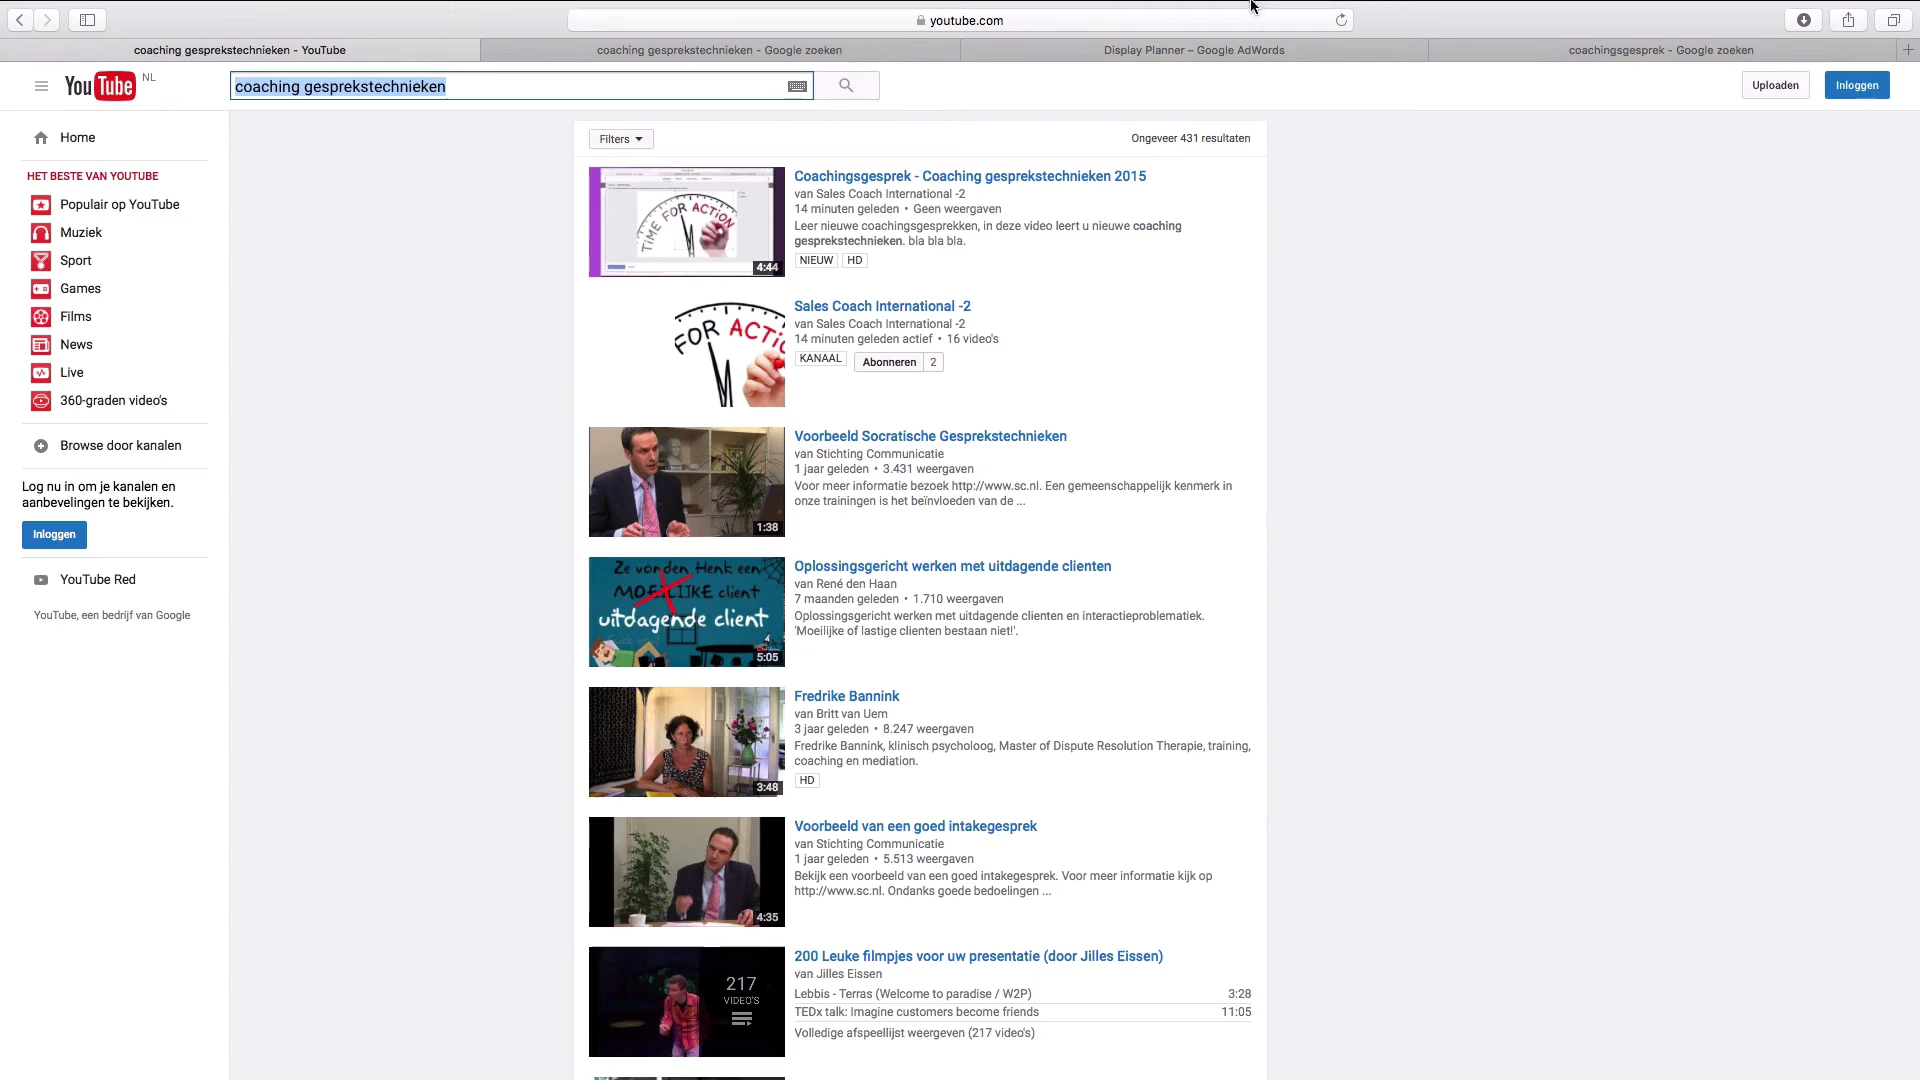 youtube.com
coaching gesprekstechnieken - YouTube
coaching gesprekstechnieken - Google zoeken
Display Planner – Google AdWords
coachingsgesprek - Google zoeken
YouTube NL
coaching gesprekstechnieken
Uploaden
Inloggen
Home
HET BESTE VAN YOUTUBE
Populair op YouTube
Muziek
Sport
Games
Films
News
Live
360-graden video's
Browse door kanalen
Log nu in om je kanalen en
aanbevelingen te bekijken.
Inloggen
YouTube Red
YouTube, een bedrijf van Google
Filters
Ongeveer 431 resultaten
TIME FOR ACTION
4:44
Coachingsgesprek - Coaching gesprekstechnieken 2015
van Sales Coach International -2
14 minuten geleden • Geen weergaven
Leer nieuwe coachingsgesprekken, in deze video leert u nieuwe coaching
gesprekstechnieken. bla bla bla.
NIEUW HD
FOR ACTIO
Sales Coach International -2
van Sales Coach International -2
14 minuten geleden actief • 16 video's
KANAAL Abonneren 2
1:38
Voorbeeld Socratische Gesprekstechnieken
van Stichting Communicatie
1 jaar geleden • 3.431 weergaven
Voor meer informatie bezoek http://www.sc.nl. Een gemeenschappelijk kenmerk in
onze trainingen is het beïnvloeden van de ...
Ze vonden Henk een
MOEILIJKE client
uitdagende client
5:05
Oplossingsgericht werken met uitdagende clienten
van René den Haan
7 maanden geleden • 1.710 weergaven
Oplossingsgericht werken met uitdagende clienten en interactieproblematiek.
'Moeilijke of lastige clienten bestaan niet!'.
3:48
Fredrike Bannink
van Britt van Uem
3 jaar geleden • 8.247 weergaven
Fredrike Bannink, klinisch psycholoog, Master of Dispute Resolution Therapie, training,
coaching en mediation.
HD
4:35
Voorbeeld van een goed intakegesprek
van Stichting Communicatie
1 jaar geleden • 5.513 weergaven
Bekijk een voorbeeld van een goed intakegesprek. Voor meer informatie kijk op
http://www.sc.nl. Ondanks goede bedoelingen ...
217
VIDEO'S
200 Leuke filmpjes voor uw presentatie (door Jilles Eissen)
van Jilles Eissen
Lebbis - Terras (Welcome to paradise / W2P) 3:28
TEDx talk: Imagine customers become friends 11:05
Volledige afspeellijst weergeven (217 video's)